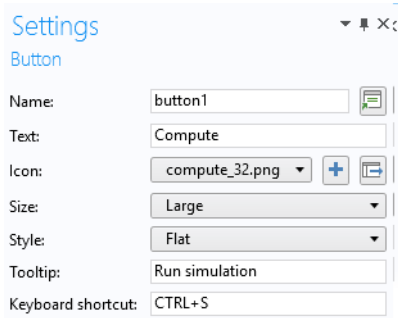 Settings
Button
Name: button1
Text: Compute
Icon: compute_32.png
Size: Large
Style: Flat
Tooltip: Run simulation
Keyboard shortcut: CTRL+S